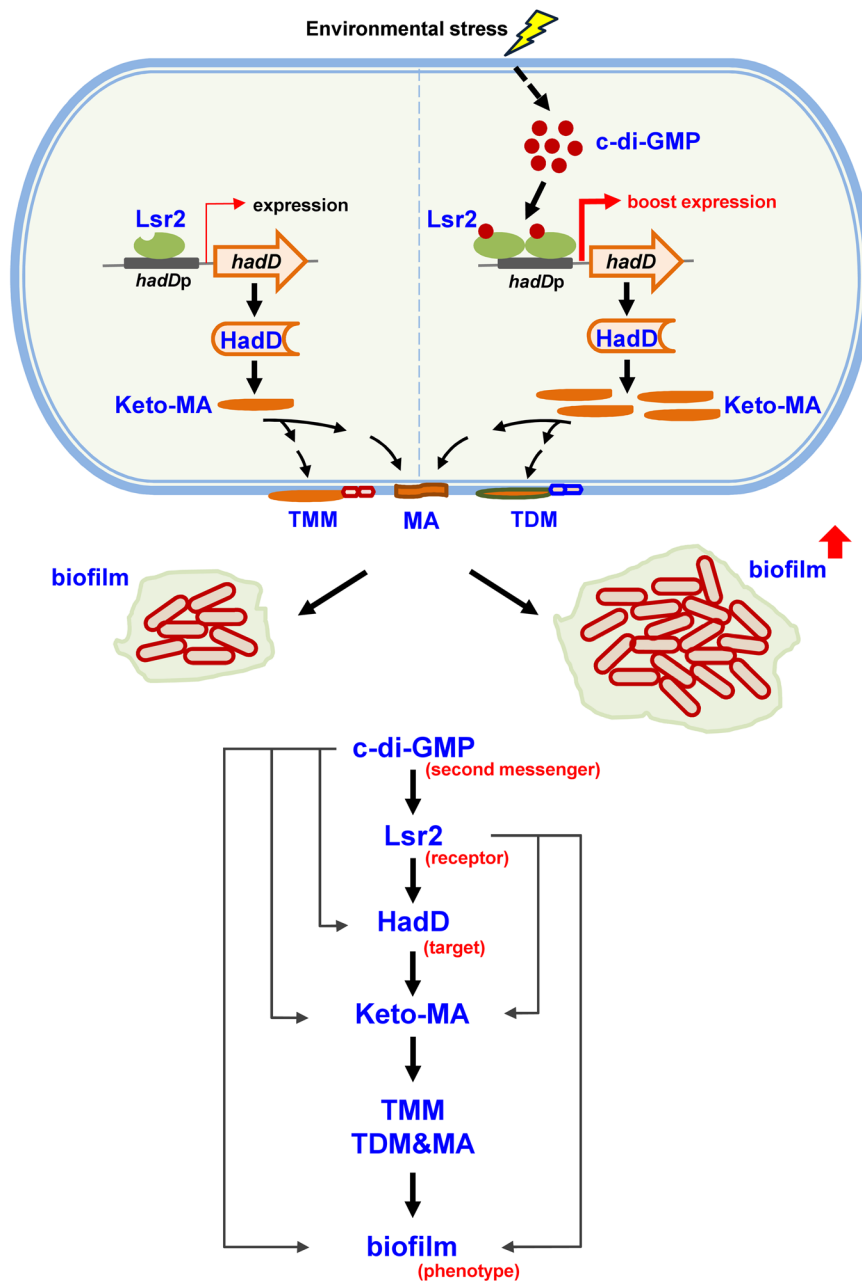 Environmental stress
c-di-GMP
Lsr2
expression
hadD
hadDp
Lsr2
boost expression
hadD
hadDp
HadD
HadD
Keto-MA
Keto-MA
TMM
MA
TDM
biofilm
biofilm
c-di-GMP
(second messenger)
Lsr2
(receptor)
HadD
(target)
Keto-MA
TMM
TDM&MA
biofilm
(phenotype)